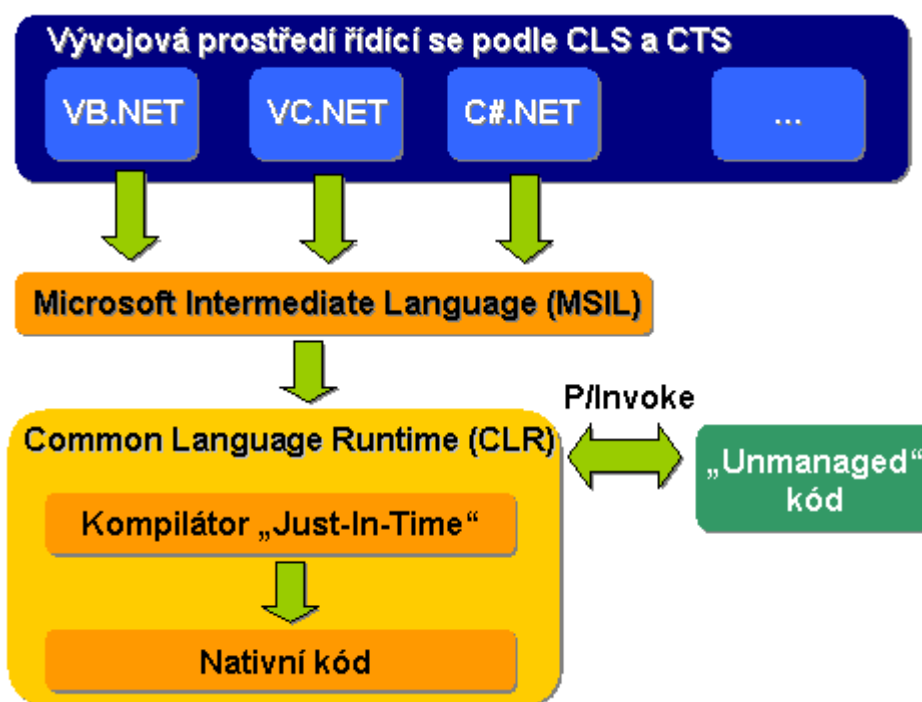 Vývojová prostředí řídící se podle CLS a CTS
VB.NET
VC.NET
C#.NET
...
Microsoft Intermediate Language (MSIL)
P/Invoke
Common Language Runtime (CLR)
„Unmanaged“
kód
Kompilátor „Just-In-Time“
Nativní kód